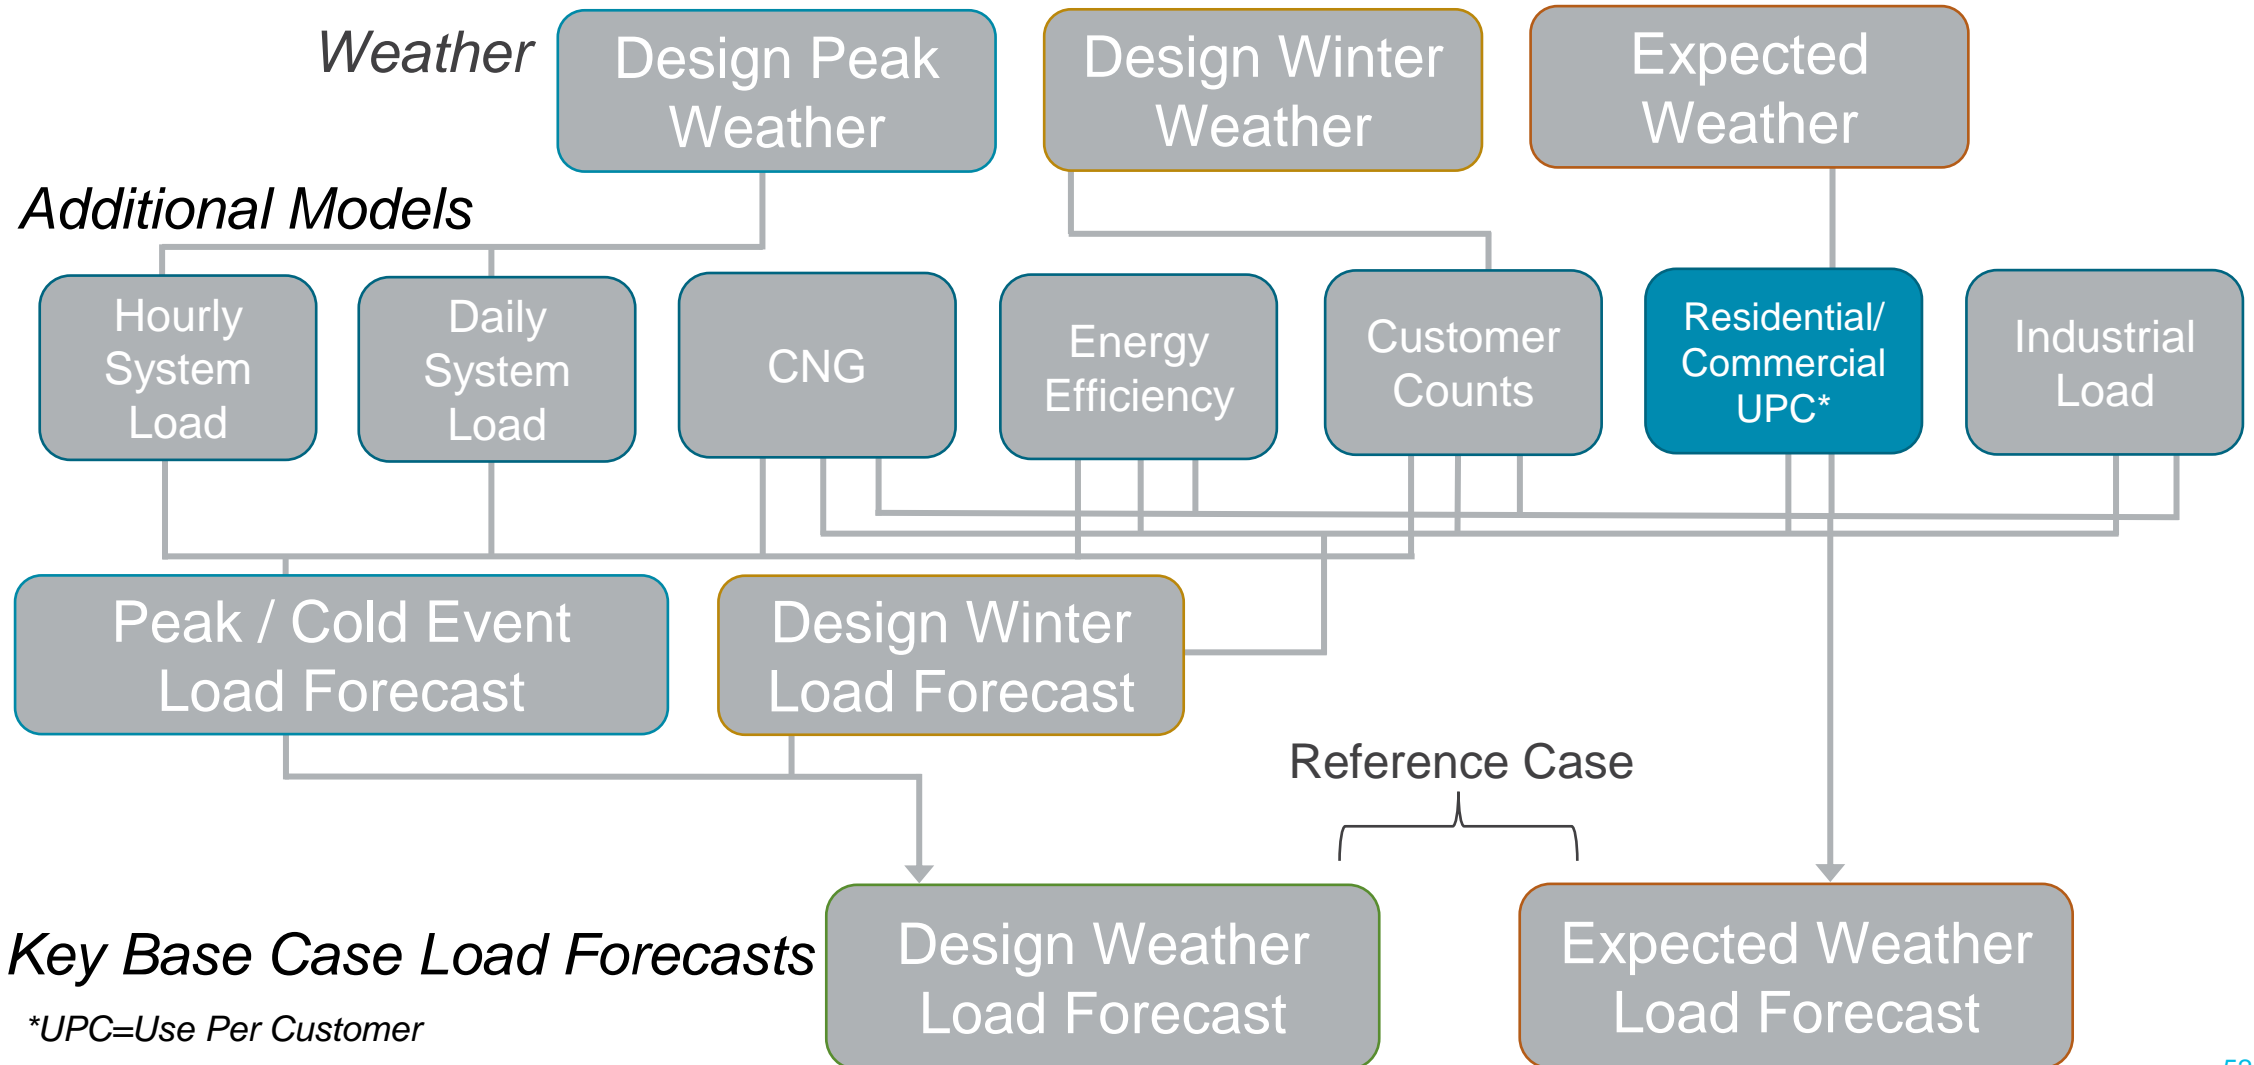 Weather
Design Peak
Weather
Design Winter
Weather
Expected
Weather
Additional Models
Hourly
System
Load
Daily
System
Load
CNG
Energy
Efficiency
Customer
Counts
Residential/
Commercial
UPC*
Industrial
Load
Peak / Cold Event
Load Forecast
Design Winter
Load Forecast
Reference Case
Key Base Case Load Forecasts
Design Weather
Load Forecast
Expected Weather
Load Forecast
*UPC=Use Per Customer